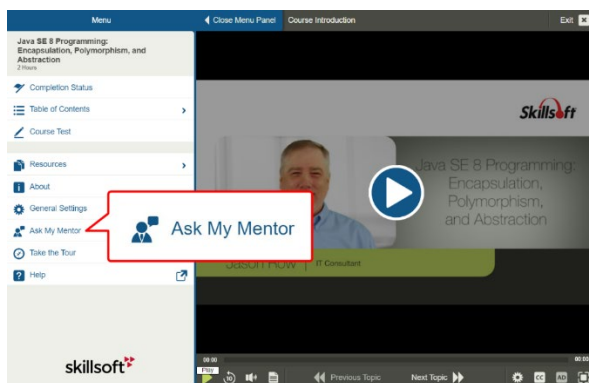 Menu
Close Menu Panel
Course Introduction
Exit
Java SE 8 Programming:
Encapsulation, Polymorphism, and
Abstraction
2 Hours
Completion Status
Table of Contents
Course Test
Resources
About
General Settings
Ask My Mentor
Take the Tour
Help
skillsoft
Ask My Mentor
Skillsoft
Java SE 8 Programming:
Encapsulation,
Polymorphism,
and Abstraction
IT Consultant
00:00
00:00
Play
10
Previous Topic
Next Topic
CC
AD